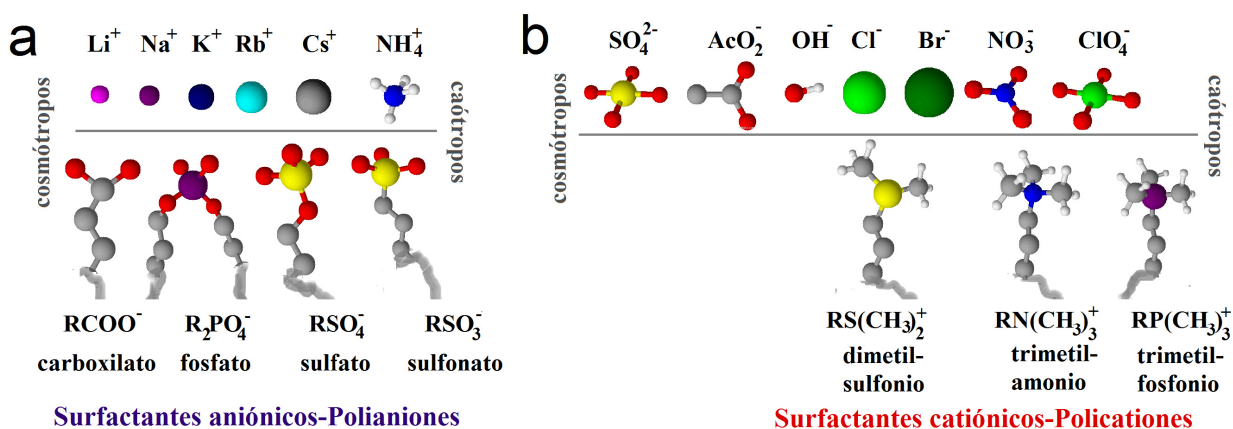 a
Li⁺ Na⁺ K⁺ Rb⁺ Cs⁺ NH₄⁺
cosmótropos
caótropos
RCOO⁻ R₂PO₄⁻ RSO₄⁻ RSO₃⁻
carboxilato fosfato sulfato sulfonato
Surfactantes aniónicos-Polianiones
b
SO₄²⁻ AcO₂⁻ OH⁻ Cl⁻ Br⁻ NO₃⁻ ClO₄⁻
cosmótropos
caótropos
RS(CH₃)₂⁺ RN(CH₃)₃⁺ RP(CH₃)₃⁺
dimetil- trimetil- trimetil-
sulfonio amonio fosfonio
Surfactantes catiónicos-Policationes